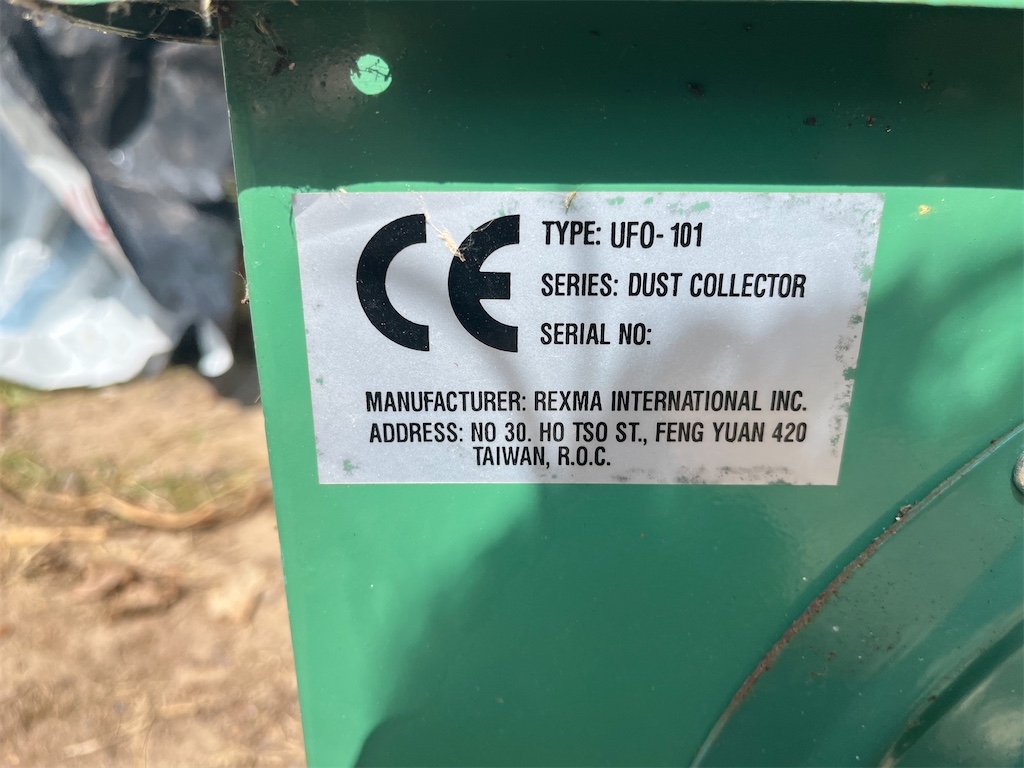 CE
TYPE: UFO-101
SERIES: DUST COLLECTOR
SERIAL NO:
MANUFACTURER: REXMA INTERNATIONAL INC.
ADDRESS: NO 30. HO TSO ST., FENG YUAN 420
TAIWAN, R.O.C.